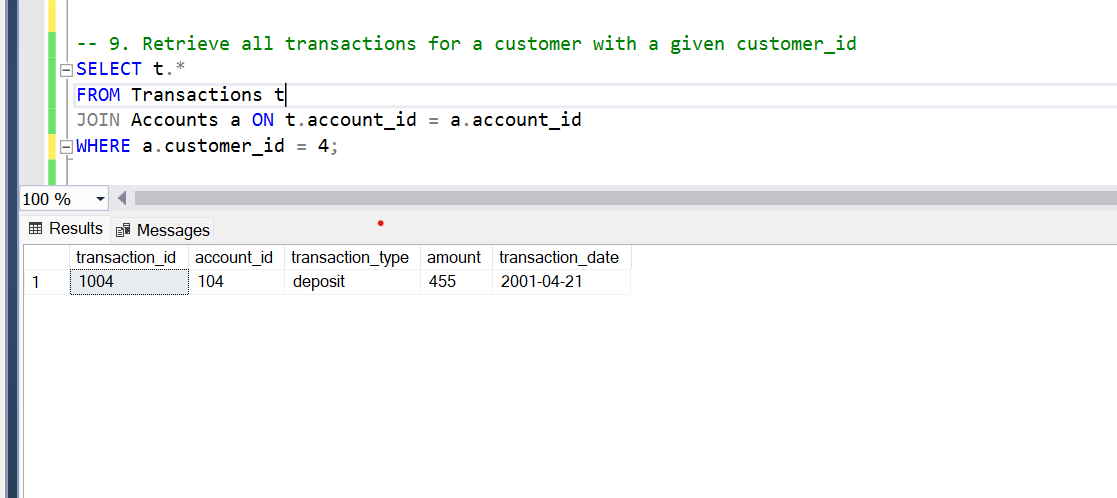 -- 9. Retrieve all transactions for a customer with a given customer_id
SELECT t.*
FROM Transactions t
JOIN Accounts a ON t.account_id = a.account_id
WHERE a.customer_id = 4;
100 %
Results Messages
transaction_id account_id transaction_type amount transaction_date
1 1004 104 deposit 455 2001-04-21